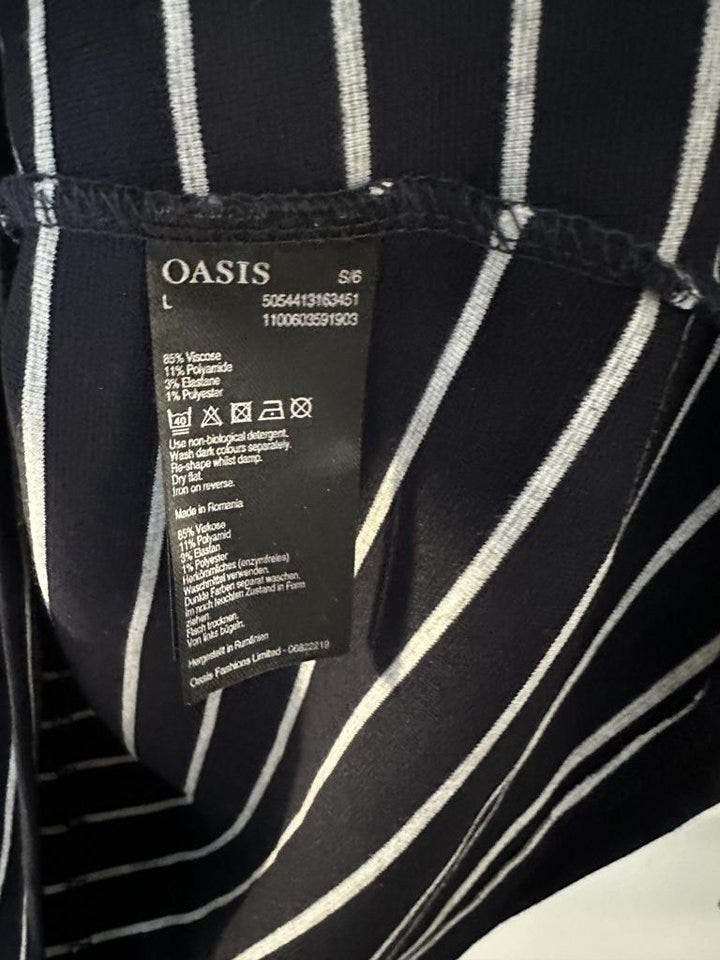 OASIS S/6
L 5054413163451
1100603591903
85% Viscose
11% Polyamide
3% Elastane
1% Polyester
40
Use non-biological detergent.
Wash dark colours separately.
Re-shape whilst damp.
Dry flat.
Iron on reverse.
Made in Romania
85% Viskose
11% Polyamid
3% Elastan
1% Polyester
Herkömmliches (enzymfreies)
Waschmittel verwenden.
Dunkle Farben separat waschen.
im noch feuchten Zustand in Form
ziehen.
Flach trocknen.
Von links bügeln.
Hergestellt in Rumänien
Oasis Fashions Limited - 06822219